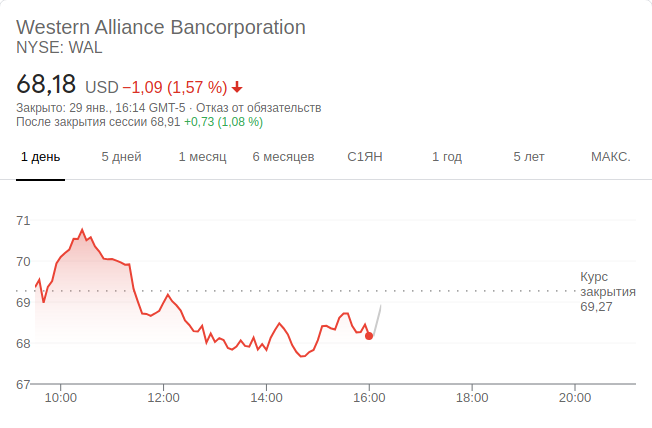 Western Alliance Bancorporation
NYSE: WAL
68,18 USD −1,09 (1,57 %)
Закрыто: 29 янв., 16:14 GMT-5 · Отказ от обязательств
После закрытия сессии 68,91 +0,73 (1,08 %)
1 день 5 дней 1 месяц 6 месяцев С1ЯН 1 год 5 лет МАКС.
71
70
Курс
закрытия
69
69,27
68
67
10:00 12:00 14:00 16:00 18:00 20:00